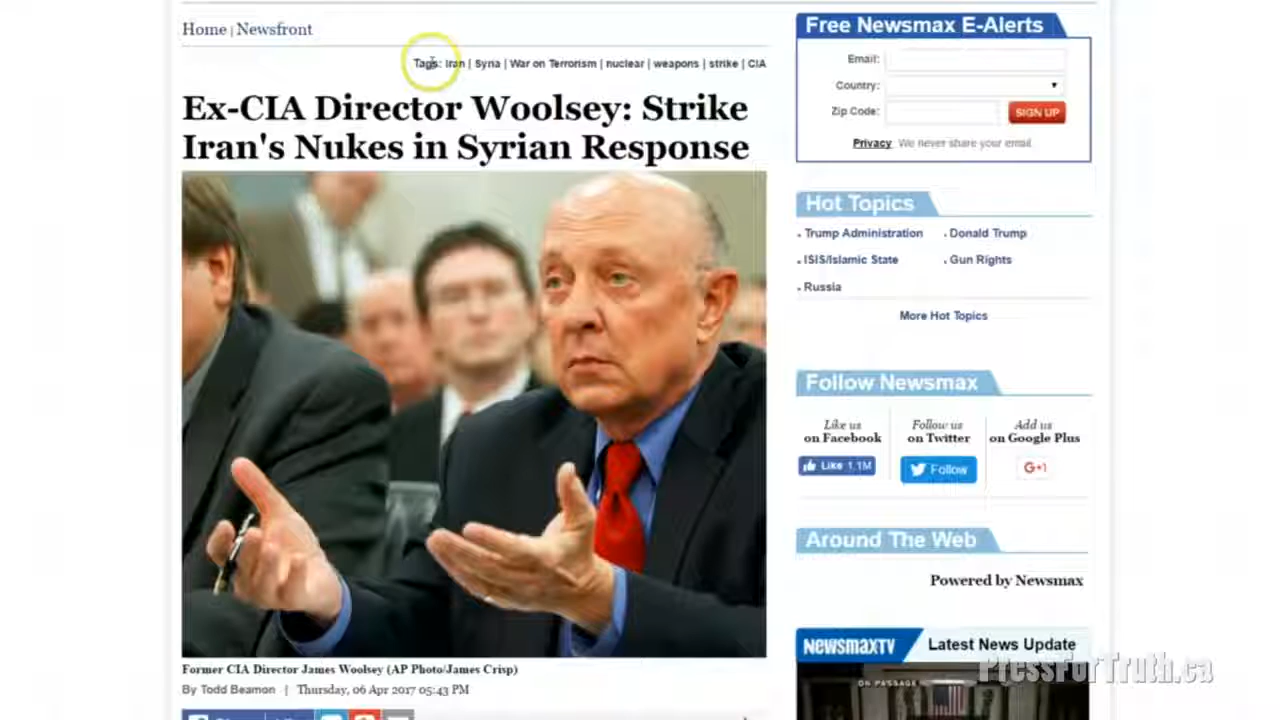 Home | Newsfront
Tags: Iran | Syria | War on Terrorism | nuclear | weapons | strike | CIA
Ex-CIA Director Woolsey: Strike
Iran's Nukes in Syrian Response
Former CIA Director James Woolsey (AP Photo/James Crisp)
By Todd Beamon | Thursday, 06 Apr 2017 05:43 PM
Free Newsmax E-Alerts
Email:
Country:
Zip Code:
SIGN UP
Privacy: We never share your email.
Hot Topics
Trump Administration
Donald Trump
ISIS/Islamic State
Gun Rights
Russia
More Hot Topics
Follow Newsmax
Like us
on Facebook
Like 1.1M
Follow us
on Twitter
Follow
Add us
on Google Plus
G+1
Around The Web
Powered by Newsmax
NEWSMAXTV
Latest News Update
ON PASSAGE
PressForTruth.ca